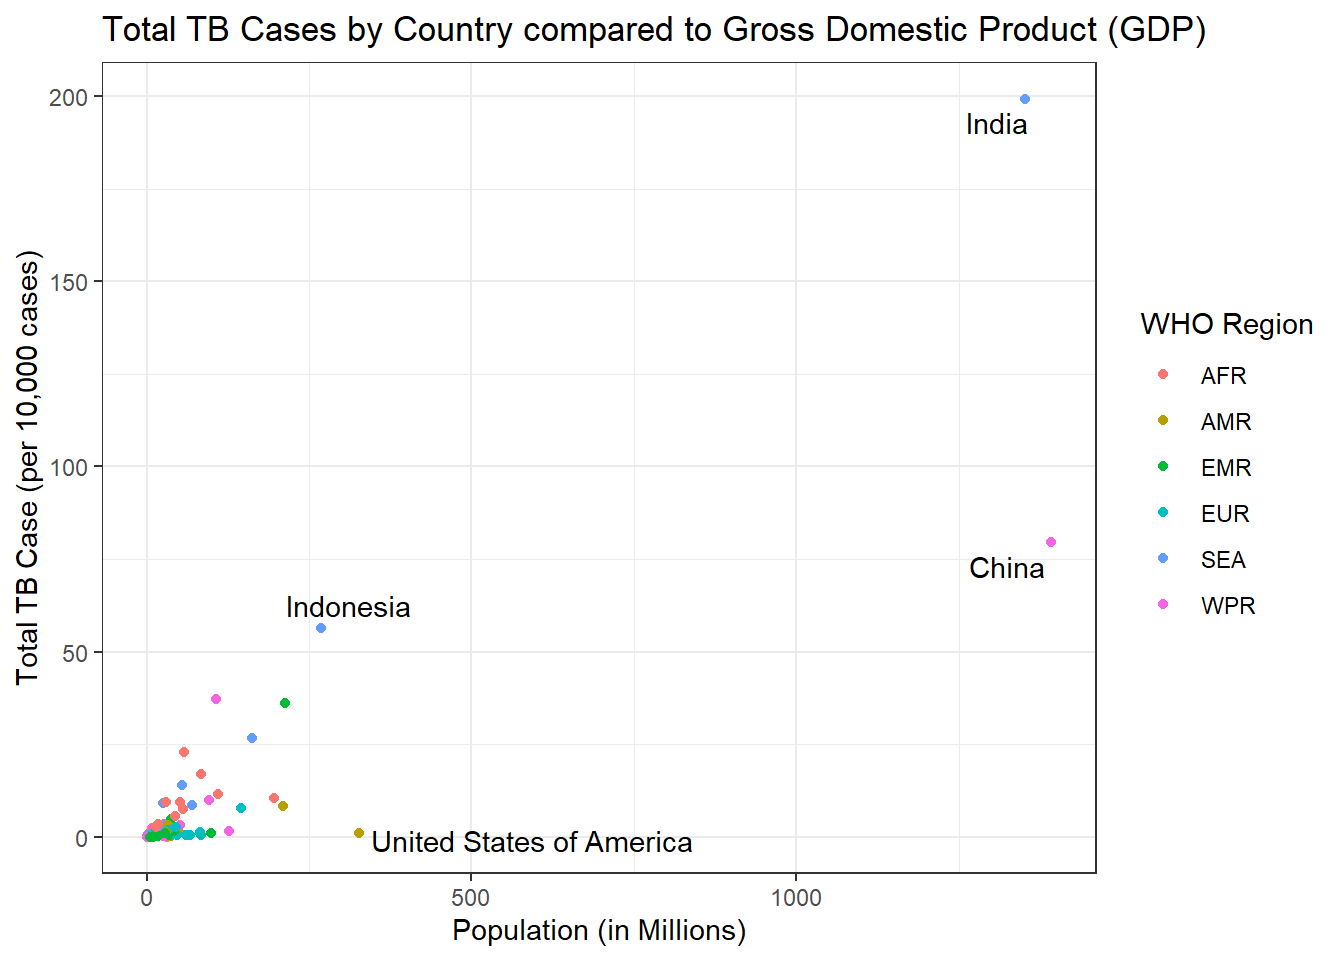 Total TB Cases by Country compared to Gross Domestic Product (GDP)
Total TB Case (per 10,000 cases)
200
150
100
50
0
India
China
Indonesia
United States of America
0
500
1000
Population (in Millions)
WHO Region
AFR
AMR
EMR
EUR
SEA
WPR